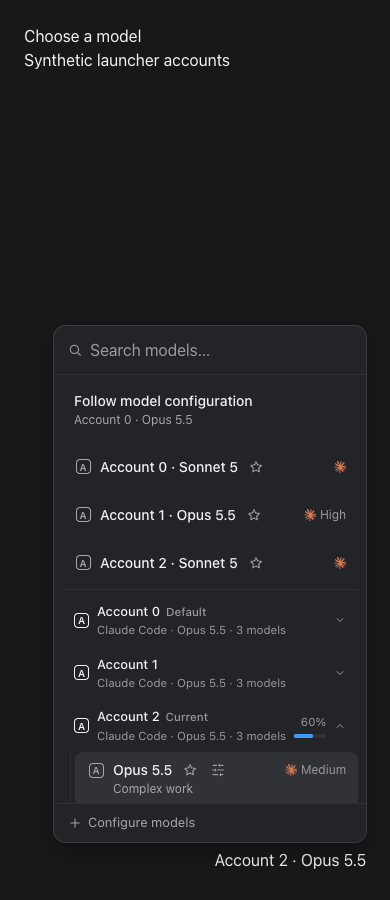 Choose a model
Synthetic launcher accounts
Search models...
Follow model configuration
Account 0 · Opus 5.5
A Account 0 · Sonnet 5
A Account 1 · Opus 5.5 High
A Account 2 · Sonnet 5
A Account 0 Default
Claude Code · Opus 5.5 · 3 models
A Account 1
Claude Code · Opus 5.5 · 3 models
A Account 2 Current 60%
Claude Code · Opus 5.5 · 3 models
A Opus 5.5 Medium
Complex work
+ Configure models
Account 2 · Opus 5.5